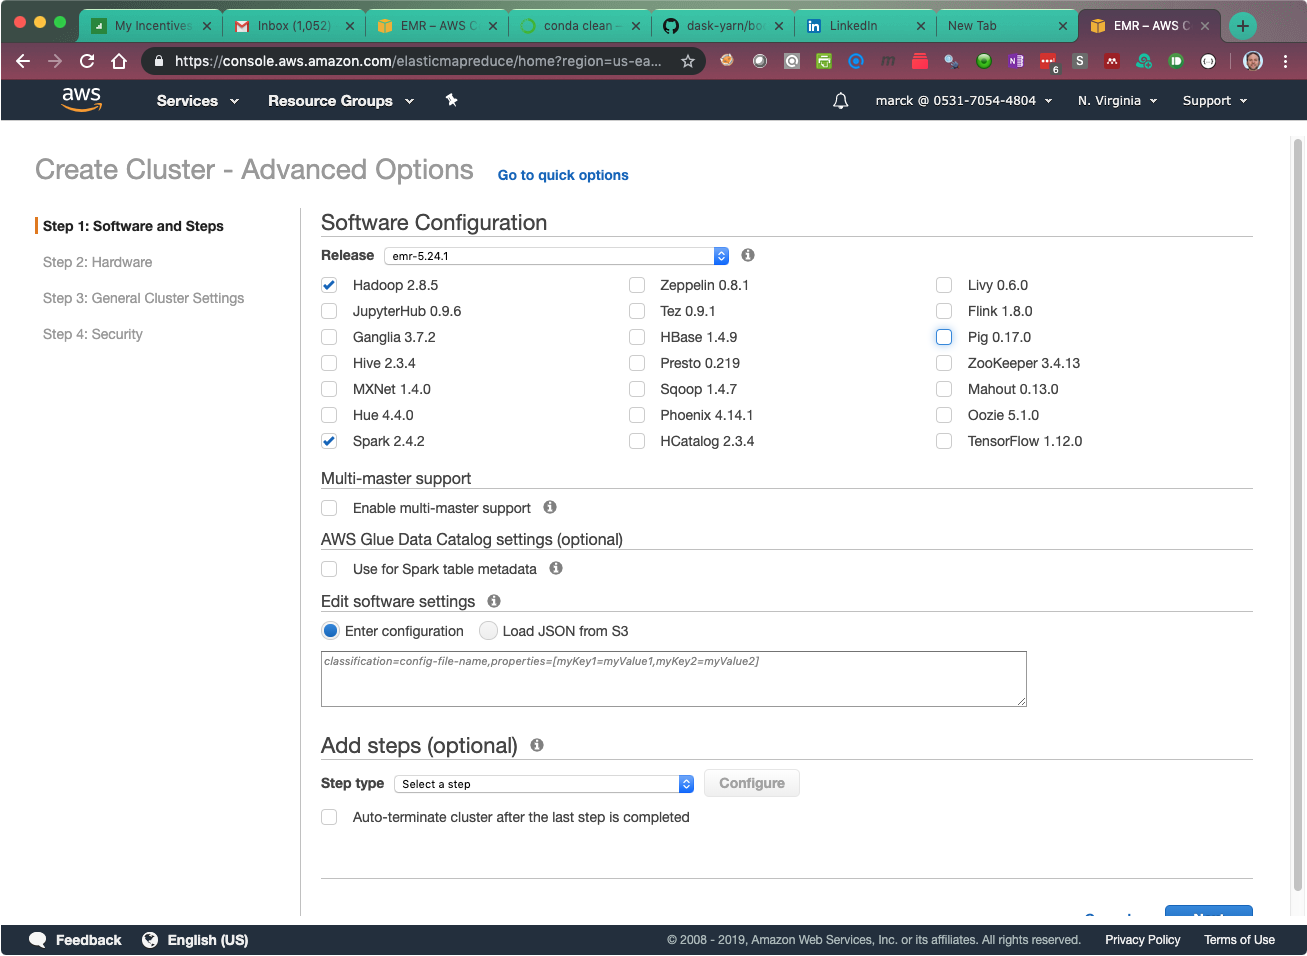 My Incentives
Inbox (1,052)
EMR – AWS C
conda clean –
dask-yarn/boo
LinkedIn
New Tab
EMR – AWS C
https://console.aws.amazon.com/elasticmapreduce/home?region=us-ea...
aws Services Resource Groups marck @ 0531-7054-4804 N. Virginia Support
Create Cluster - Advanced Options Go to quick options
Step 1: Software and Steps
Step 2: Hardware
Step 3: General Cluster Settings
Step 4: Security
Software Configuration
Release emr-5.24.1
Hadoop 2.8.5 Zeppelin 0.8.1 Livy 0.6.0
JupyterHub 0.9.6 Tez 0.9.1 Flink 1.8.0
Ganglia 3.7.2 HBase 1.4.9 Pig 0.17.0
Hive 2.3.4 Presto 0.219 ZooKeeper 3.4.13
MXNet 1.4.0 Sqoop 1.4.7 Mahout 0.13.0
Hue 4.4.0 Phoenix 4.14.1 Oozie 5.1.0
Spark 2.4.2 HCatalog 2.3.4 TensorFlow 1.12.0
Multi-master support
Enable multi-master support
AWS Glue Data Catalog settings (optional)
Use for Spark table metadata
Edit software settings
Enter configuration Load JSON from S3
classification=config-file-name,properties=[myKey1=myValue1,myKey2=myValue2]
Add steps (optional)
Step type Select a step Configure
Auto-terminate cluster after the last step is completed
Feedback English (US) © 2008 - 2019, Amazon Web Services, Inc. or its affiliates. All rights reserved. Privacy Policy Terms of Use